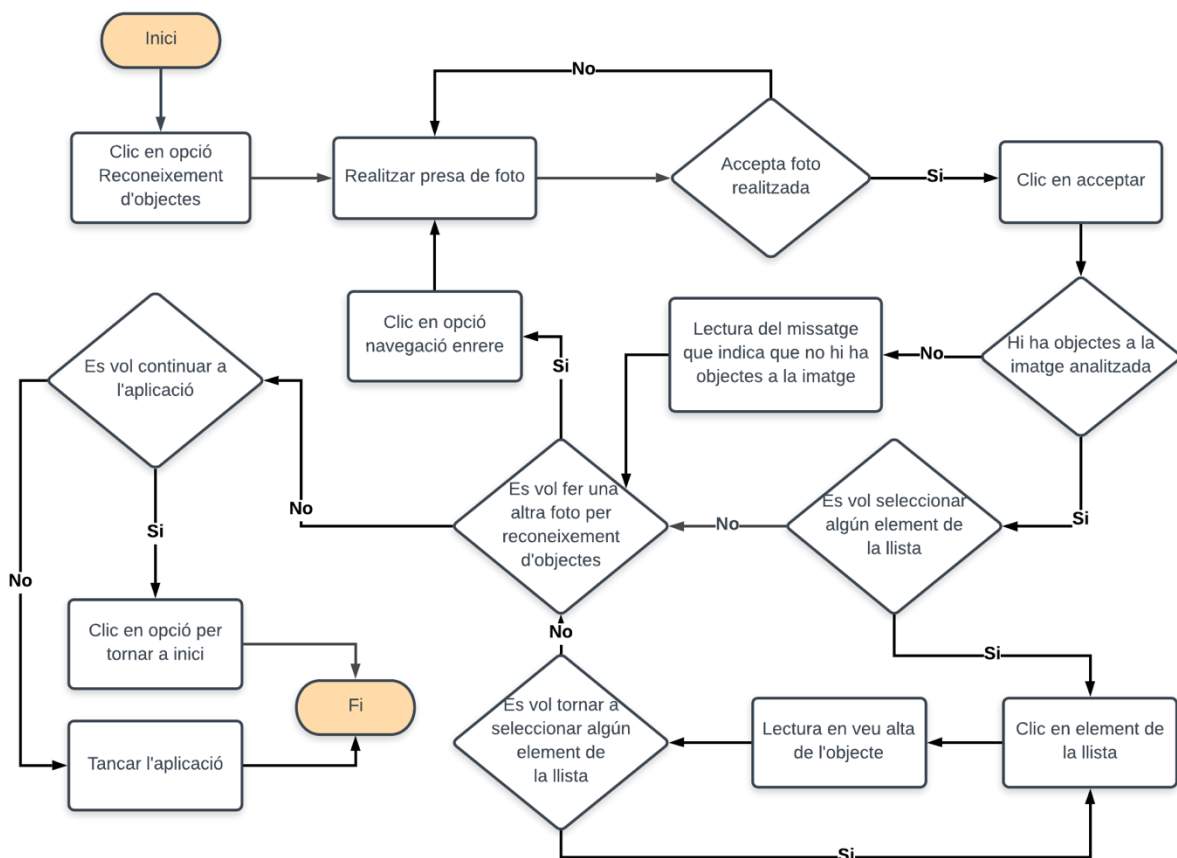 Inici
No
Clic en opció
Reconeixement
d'objectes
Realitzar presa de foto
Accepta foto
realitzada
Si
Clic en acceptar
Clic en opció
navegació enrere
Lectura del missatge
que indica que no hi ha
objectes a la imatge
No
Hi ha objectes a la
imatge analitzada
Es vol continuar a
l'aplicació
Si
Es vol fer una
altra foto per
reconeixement
d'objectes
No
No
Es vol seleccionar
algún element de
la llista
Si
Si
No
Clic en opció per
tornar a inici
No
Si
Fi
Es vol tornar a
seleccionar algún
element de
la llista
Lectura en veu alta
de l'objecte
Clic en element de
la llista
Tancar l'aplicació
Si